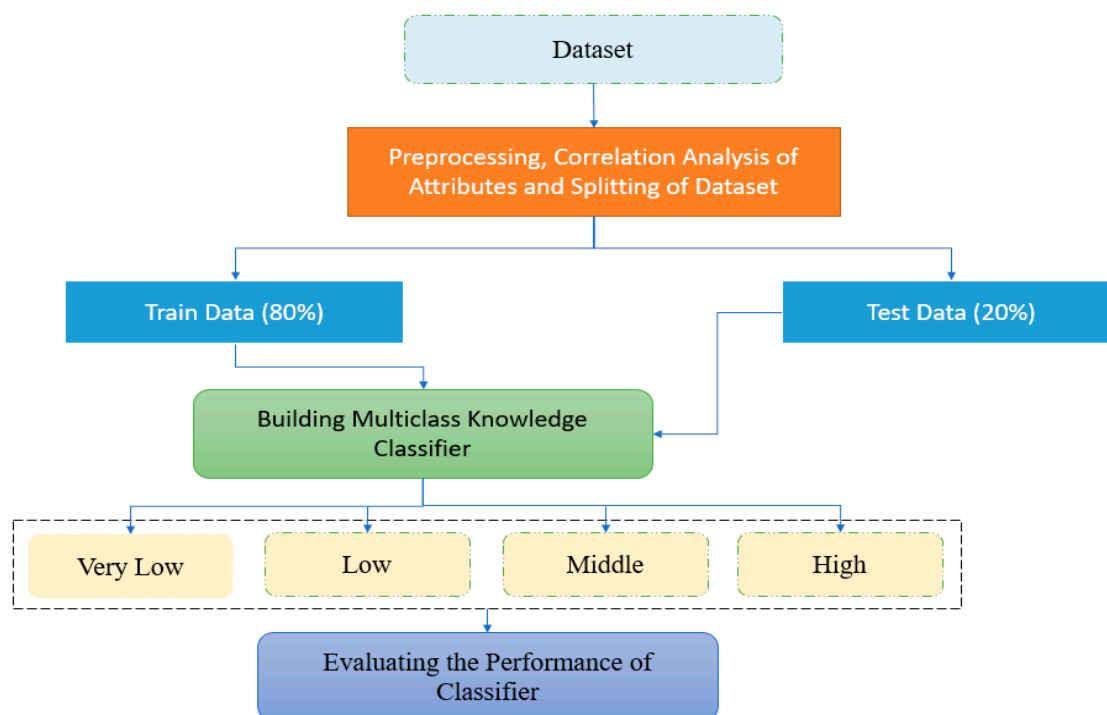 Dataset
Preprocessing, Correlation Analysis of
Attributes and Splitting of Dataset
Train Data (80%)
Test Data (20%)
Building Multiclass Knowledge
Classifier
Very Low
Low
Middle
High
Evaluating the Performance of
Classifier